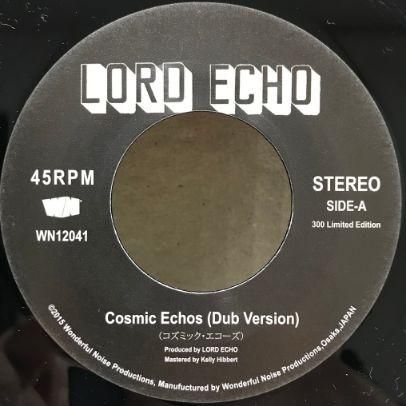 LORD ECHO
45RPM
WN
WN12041
STEREO
SIDE-A
300 Limited Edition
Cosmic Echos (Dub Version)
(コズミック・エコーズ)
Produced by LORD ECHO
Mastered by Kelly Hibbert
©2015 Wonderful Noise Productions, Manufuctured by Wonderful Noise Productions,Osaka,JAPAN